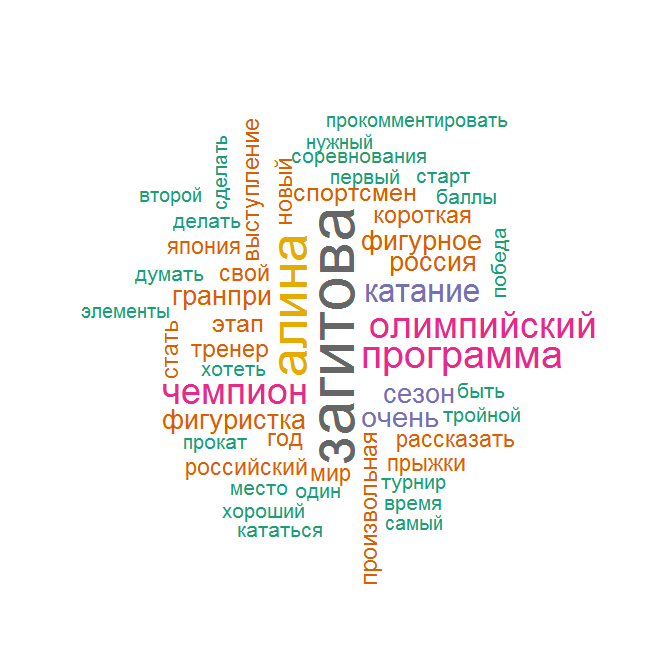 прокомментировать
нужный
соревнования
первый
старт
второй
сделать
выступление
новый
спортсмен
баллы
делать
короткая
япония
фигурное
победа
думать
свой
россия
алина
загитова
гранпри
катание
элементы
этап
олимпийский
стать
тренер
программа
хотеть
чемпион
сезон
быть
фигуристка
очень
тройной
прокат
год
рассказать
российский
мир
произвольная
прыжки
место
один
турнир
хороший
время
кататься
самый